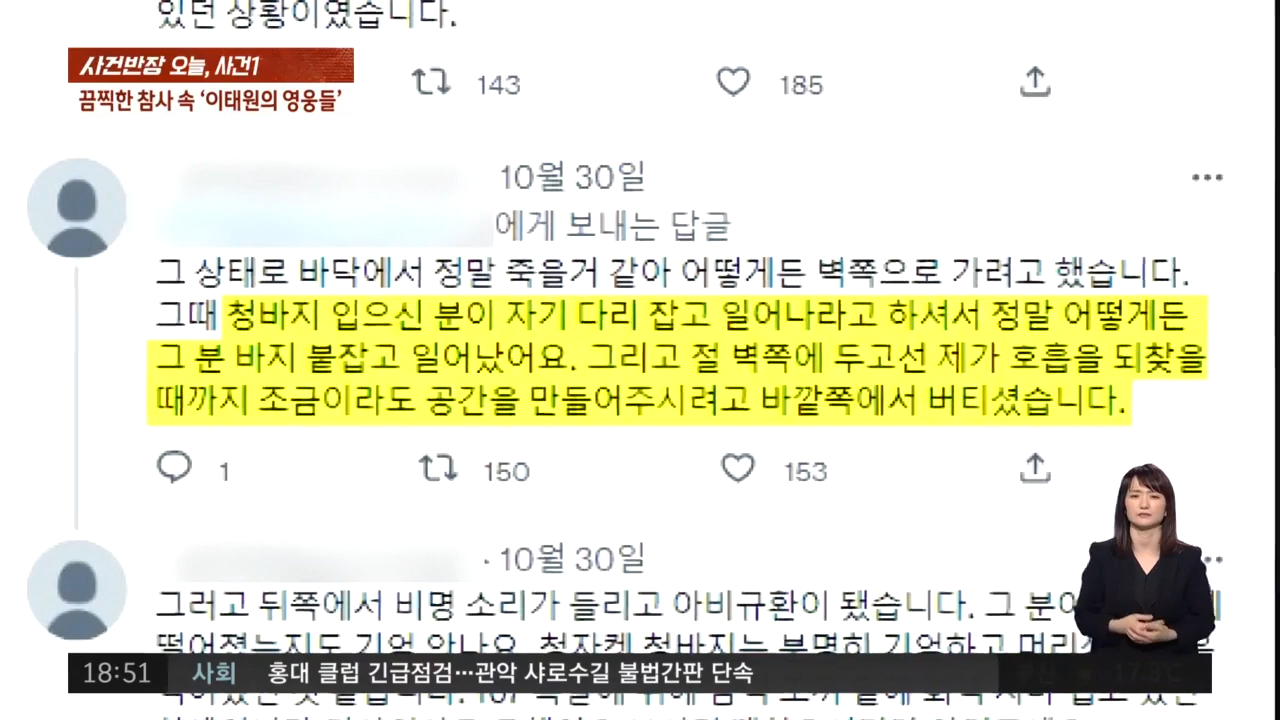 있던 상황이였습니다.
사건반장 오늘, 사건1
끔찍한 참사 속 ‘이태원의 영웅들’
143 185
10월 30일
에게 보내는 답글
그 상태로 바닥에서 정말 죽을거 같아 어떻게든 벽쪽으로 가려고 했습니다.
그때 청바지 입으신 분이 자기 다리 잡고 일어나라고 하셔서 정말 어떻게든
그 분 바지 붙잡고 일어났어요. 그리고 절 벽쪽에 두고선 제가 호흡을 되찾을
때까지 조금이라도 공간을 만들어주시려고 바깥쪽에서 버티셨습니다.
1 150 153
· 10월 30일
그러고 뒤쪽에서 비명 소리가 들리고 아비규환이 됐습니다. 그
떨어졌는지도 기억 안나요. 청자켓 청바지는 분명히 기억하고
18:51 사회 홍대 클럽 긴급점검…관악 샤로수길 불법간판 단속